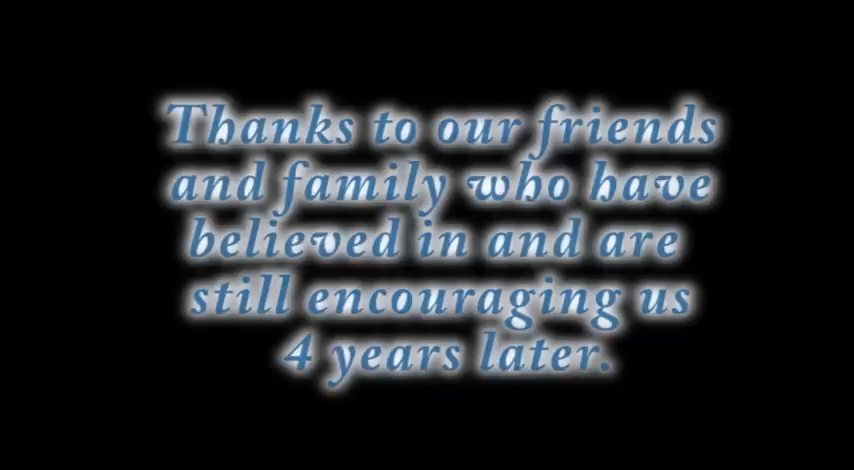 Thanks to our friends
and family who have
believed in and are
still encouraging us
4 years later.